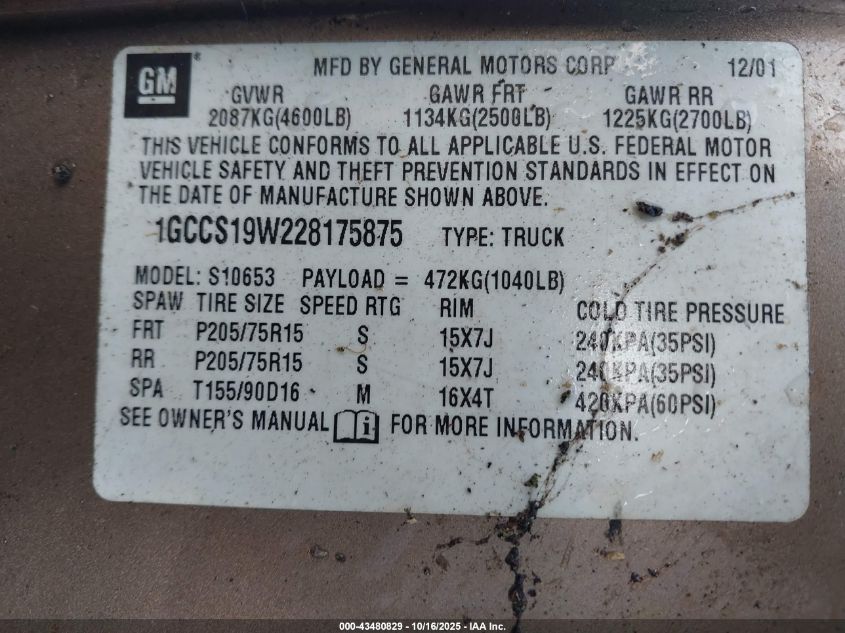 GM® MFD BY GENERAL MOTORS CORP 12/01
GVWR GAWR FRT GAWR RR
2087KG(4600LB) 1134KG(2500LB) 1225KG(2700LB)
THIS VEHICLE CONFORMS TO ALL APPLICABLE U.S. FEDERAL MOTOR
VEHICLE SAFETY AND THEFT PREVENTION STANDARDS IN EFFECT ON
THE DATE OF MANUFACTURE SHOWN ABOVE.
1GCCS19W228175875 TYPE: TRUCK
MODEL: S10653 PAYLOAD = 472KG(1040LB)
SPAW TIRE SIZE SPEED RTG RIM COLD TIRE PRESSURE
FRT P205/75R15 S 15X7J 240KPA(35PSI)
RR P205/75R15 S 15X7J 240KPA(35PSI)
SPA T155/90D16 M 16X4T 420KPA(60PSI)
SEE OWNER'S MANUAL i FOR MORE INFORMATION.
000-43480829 - 10/16/2025 - IAA Inc.